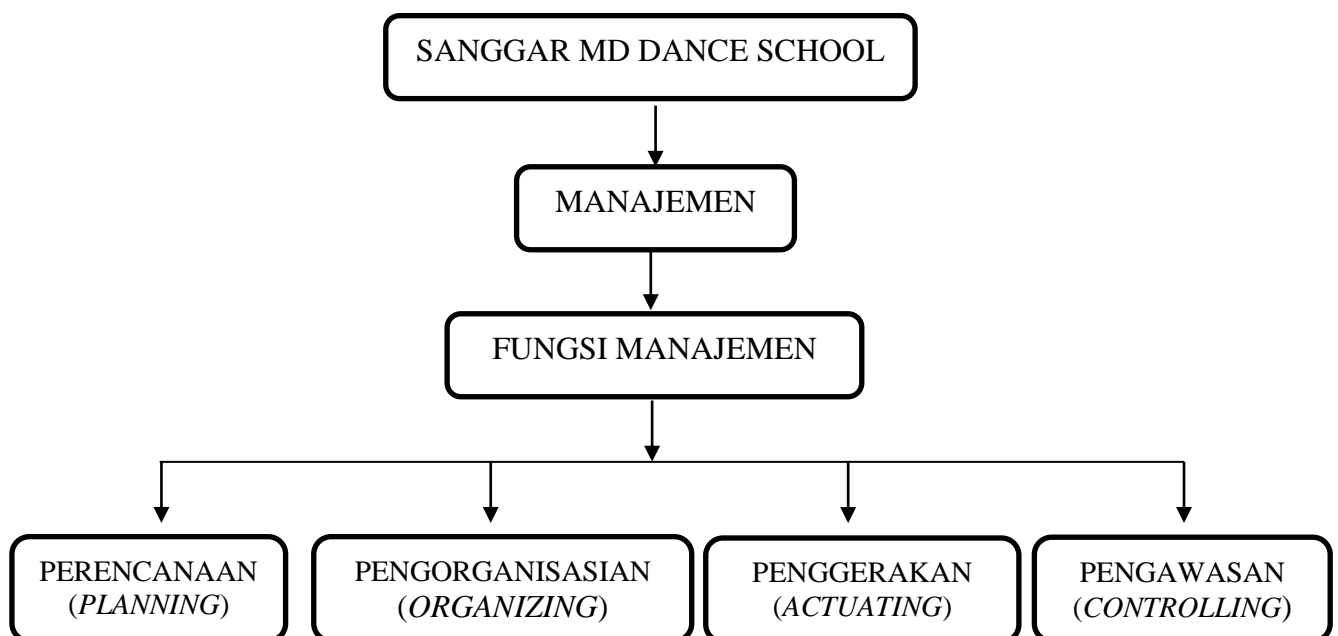 SANGGAR MD DANCE SCHOOL
MANAJEMEN
FUNGSI MANAJEMEN
PERENCANAAN
(PLANNING)
PENGORGANISASIAN
(ORGANIZING)
PENGGERAKAN
(ACTUATING)
PENGAWASAN
(CONTROLLING)